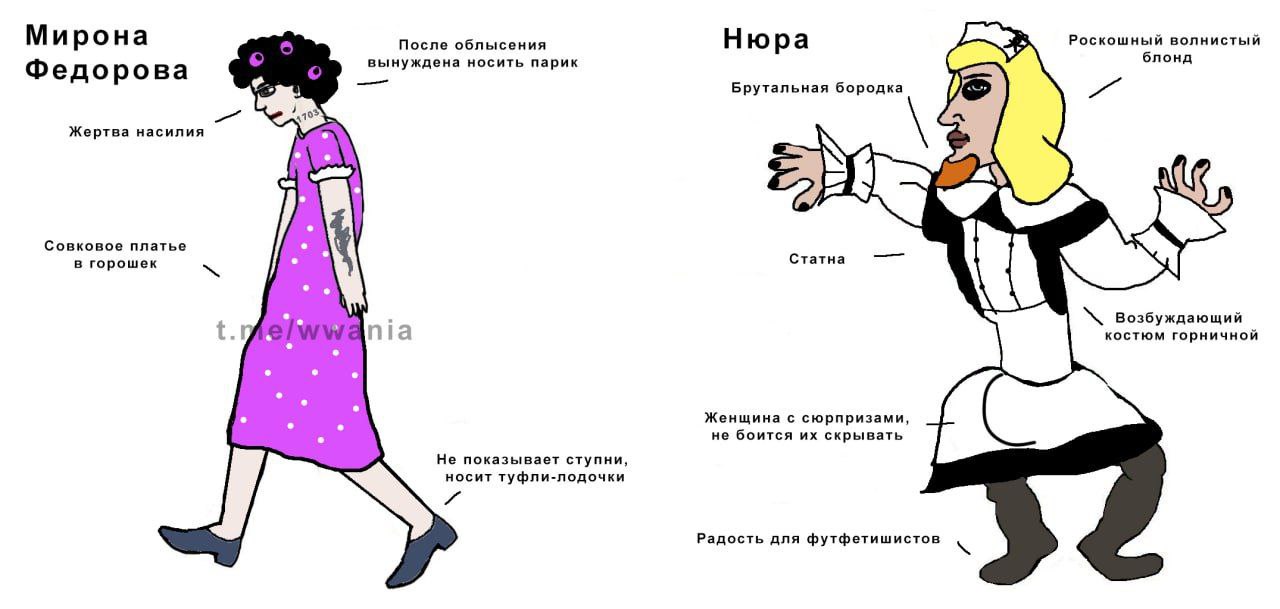 Мирона
Федорова
После облысения
вынуждена носить парик
Жертва насилия
1703
Совковое платье
в горошек
t.me/wwania
Не показывает ступни,
носит туфли-лодочки
Нюра
Роскошный волнистый
блонд
Брутальная бородка
Статна
Возбуждающий
костюм горничной
Женщина с сюрпризами,
не боится их скрывать
Радость для футфетишистов